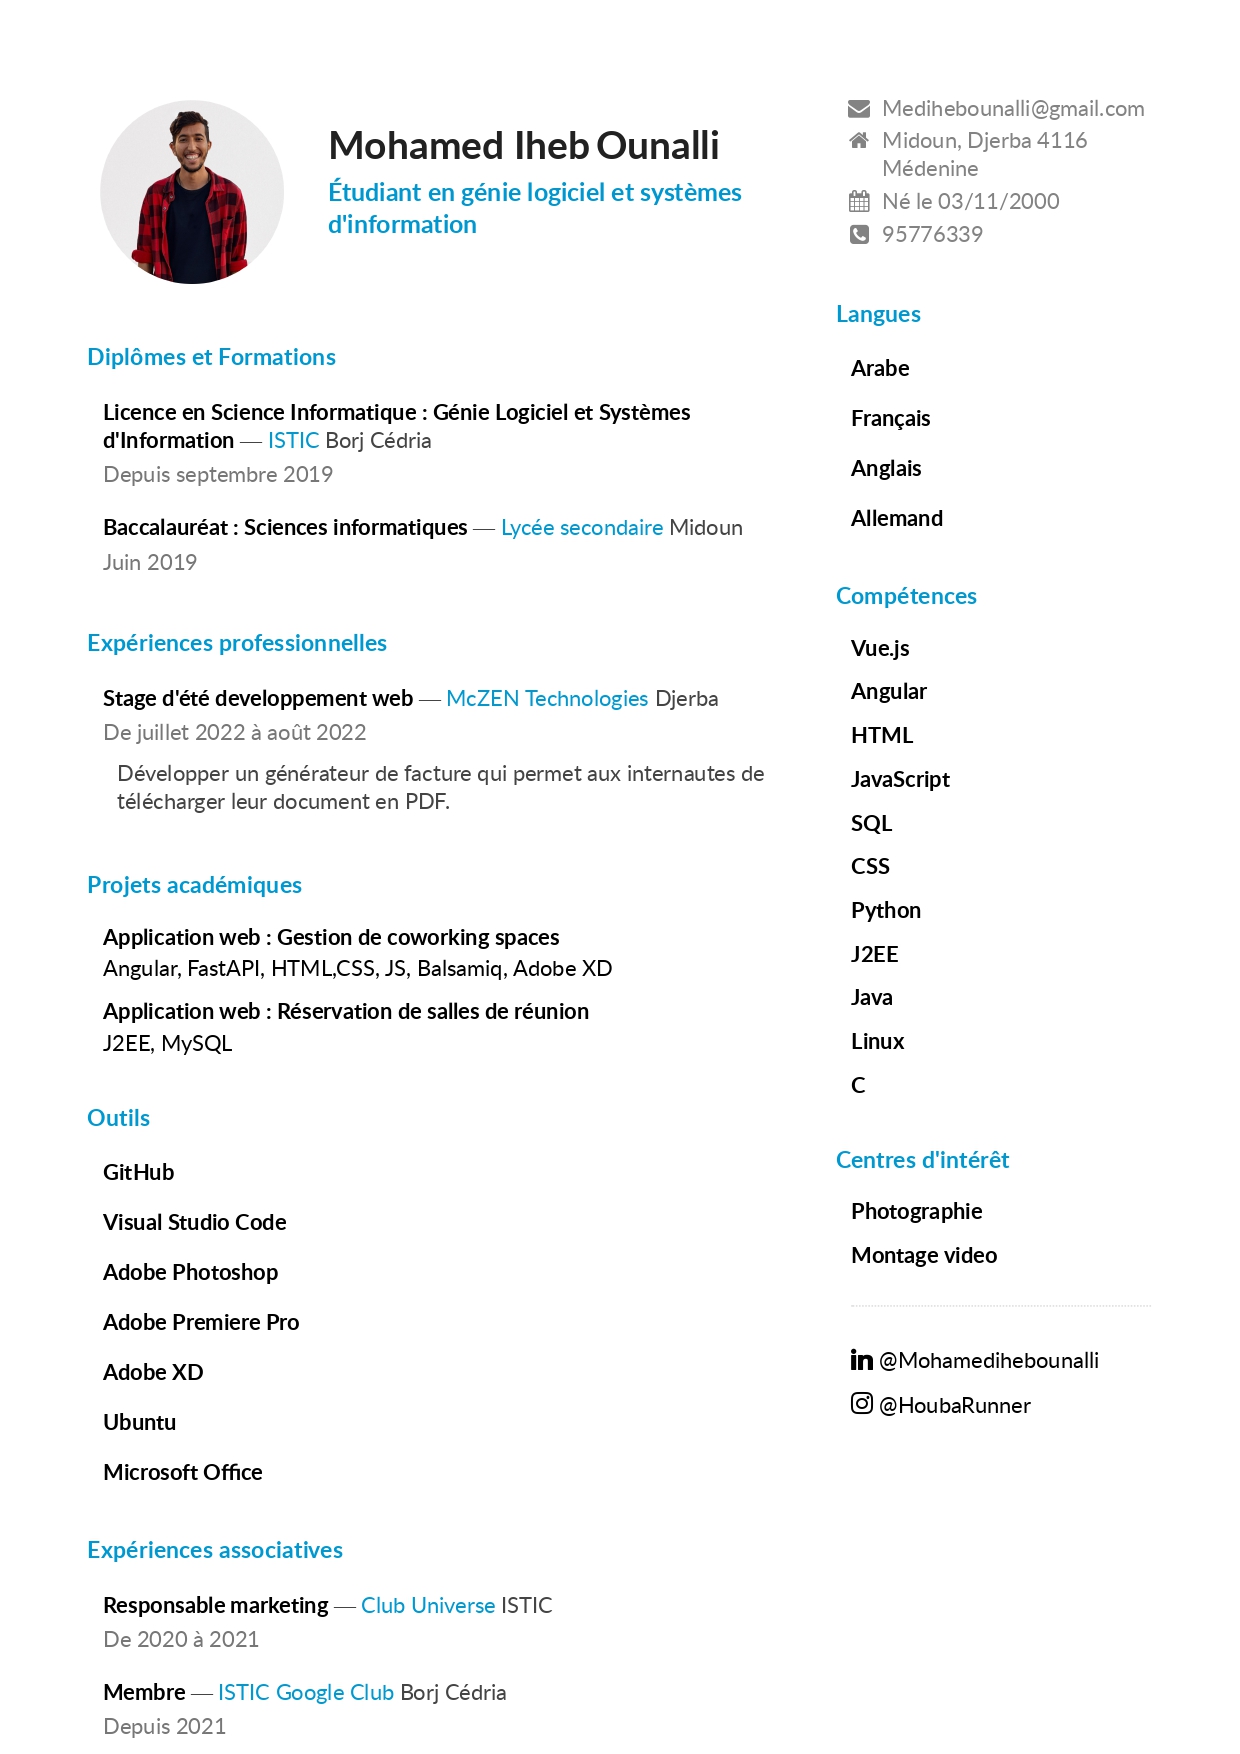 Mohamed Iheb Ounalli
Étudiant en génie logiciel et systèmes
d'information
Medihebounalli@gmail.com
Midoun, Djerba 4116
Médenine
Né le 03/11/2000
95776339
Diplômes et Formations
Licence en Science Informatique : Génie Logiciel et Systèmes
d'Information — ISTIC Borj Cédria
Depuis septembre 2019
Baccalauréat : Sciences informatiques — Lycée secondaire Midoun
Juin 2019
Expériences professionnelles
Stage d'été developpement web — McZEN Technologies Djerba
De juillet 2022 à août 2022
Développer un générateur de facture qui permet aux internautes de
télécharger leur document en PDF.
Projets académiques
Application web : Gestion de coworking spaces
Angular, FastAPI, HTML,CSS, JS, Balsamiq, Adobe XD
Application web : Réservation de salles de réunion
J2EE, MySQL
Outils
GitHub
Visual Studio Code
Adobe Photoshop
Adobe Premiere Pro
Adobe XD
Ubuntu
Microsoft Office
Expériences associatives
Responsable marketing — Club Universe ISTIC
De 2020 à 2021
Membre — ISTIC Google Club Borj Cédria
Depuis 2021
Langues
Arabe
Français
Anglais
Allemand
Compétences
Vue.js
Angular
HTML
JavaScript
SQL
CSS
Python
J2EE
Java
Linux
C
Centres d'intérêt
Photographie
Montage video
@Mohamedihebounalli
@HoubaRunner